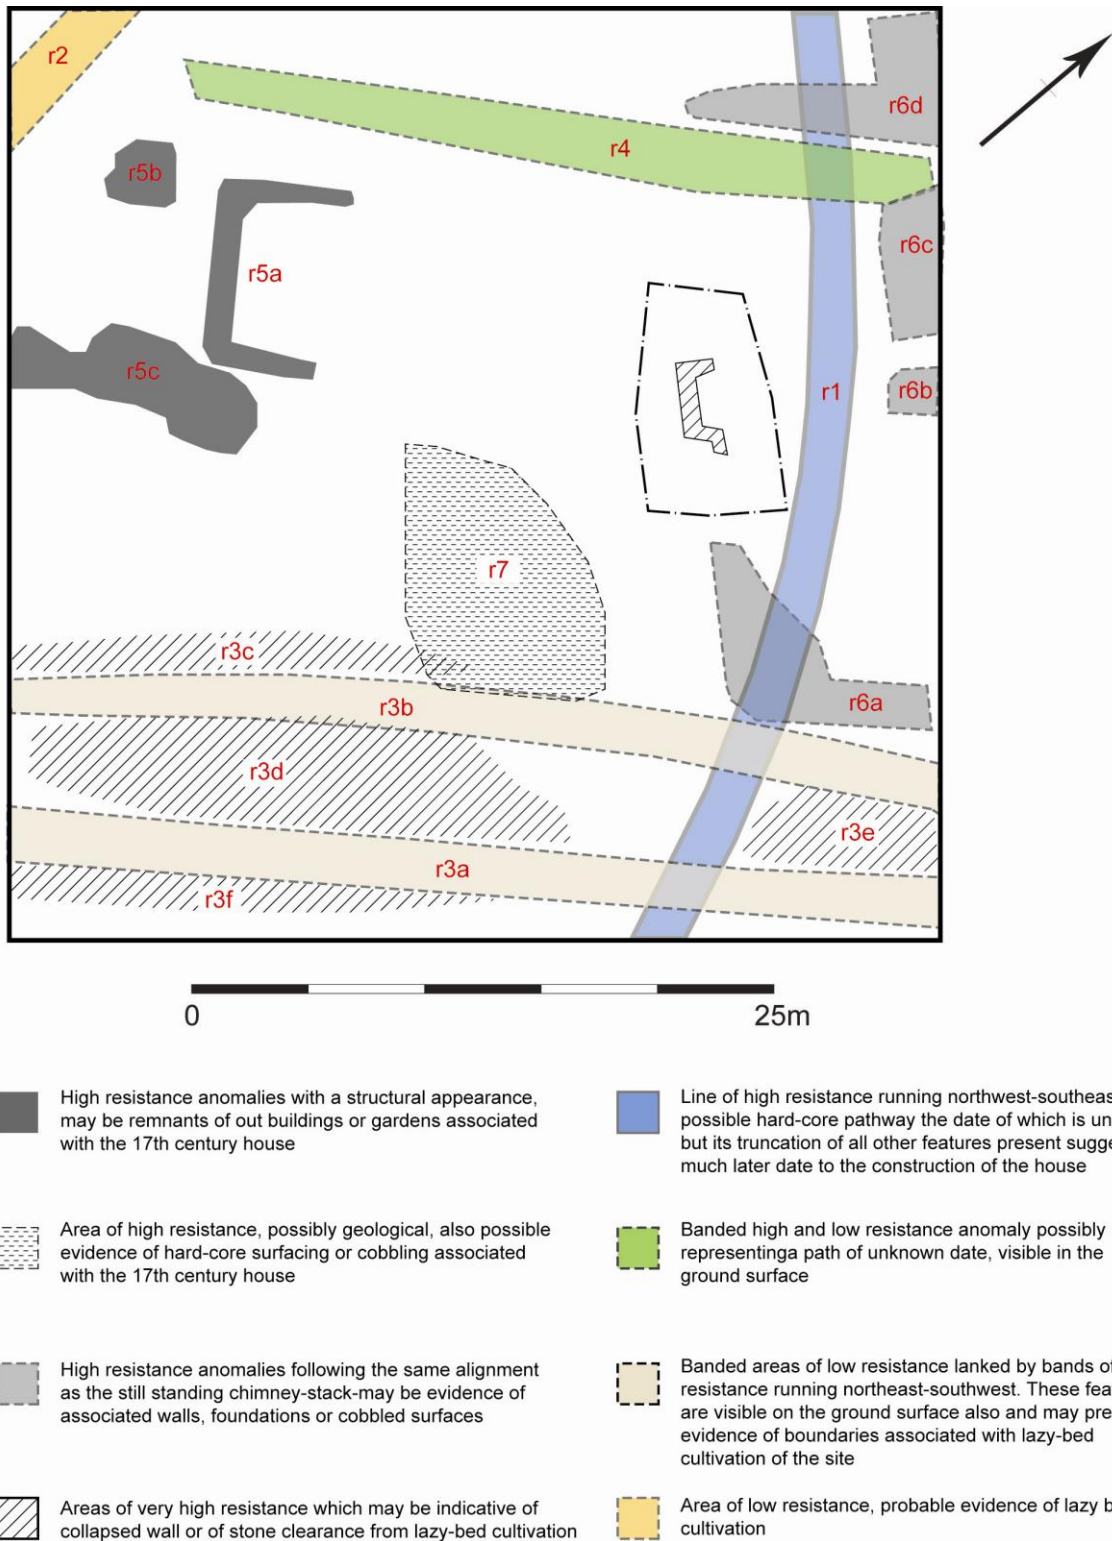 r2
r6d
r4
r5b
r6c
r5a
r5c
r1
r6b
r7
r3c
r6a
r3b
r3d
r3e
r3a
r3f
0
25m
High resistance anomalies with a structural appearance,
may be remnants of out buildings or gardens associated
with the 17th century house
Line of high resistance running northwest-southeas
possible hard-core pathway the date of which is un
but its truncation of all other features present sugge
much later date to the construction of the house
Area of high resistance, possibly geological, also possible
evidence of hard-core surfacing or cobbling associated
with the 17th century house
Banded high and low resistance anomaly possibly
representinga path of unknown date, visible in the
ground surface
High resistance anomalies following the same alignment
as the still standing chimney-stack-may be evidence of
associated walls, foundations or cobbled surfaces
Banded areas of low resistance lanked by bands of
resistance running northeast-southwest. These fea
are visible on the ground surface also and may pre
evidence of boundaries associated with lazy-bed
cultivation of the site
Areas of very high resistance which may be indicative of
collapsed wall or of stone clearance from lazy-bed cultivation
Area of low resistance, probable evidence of lazy b
cultivation